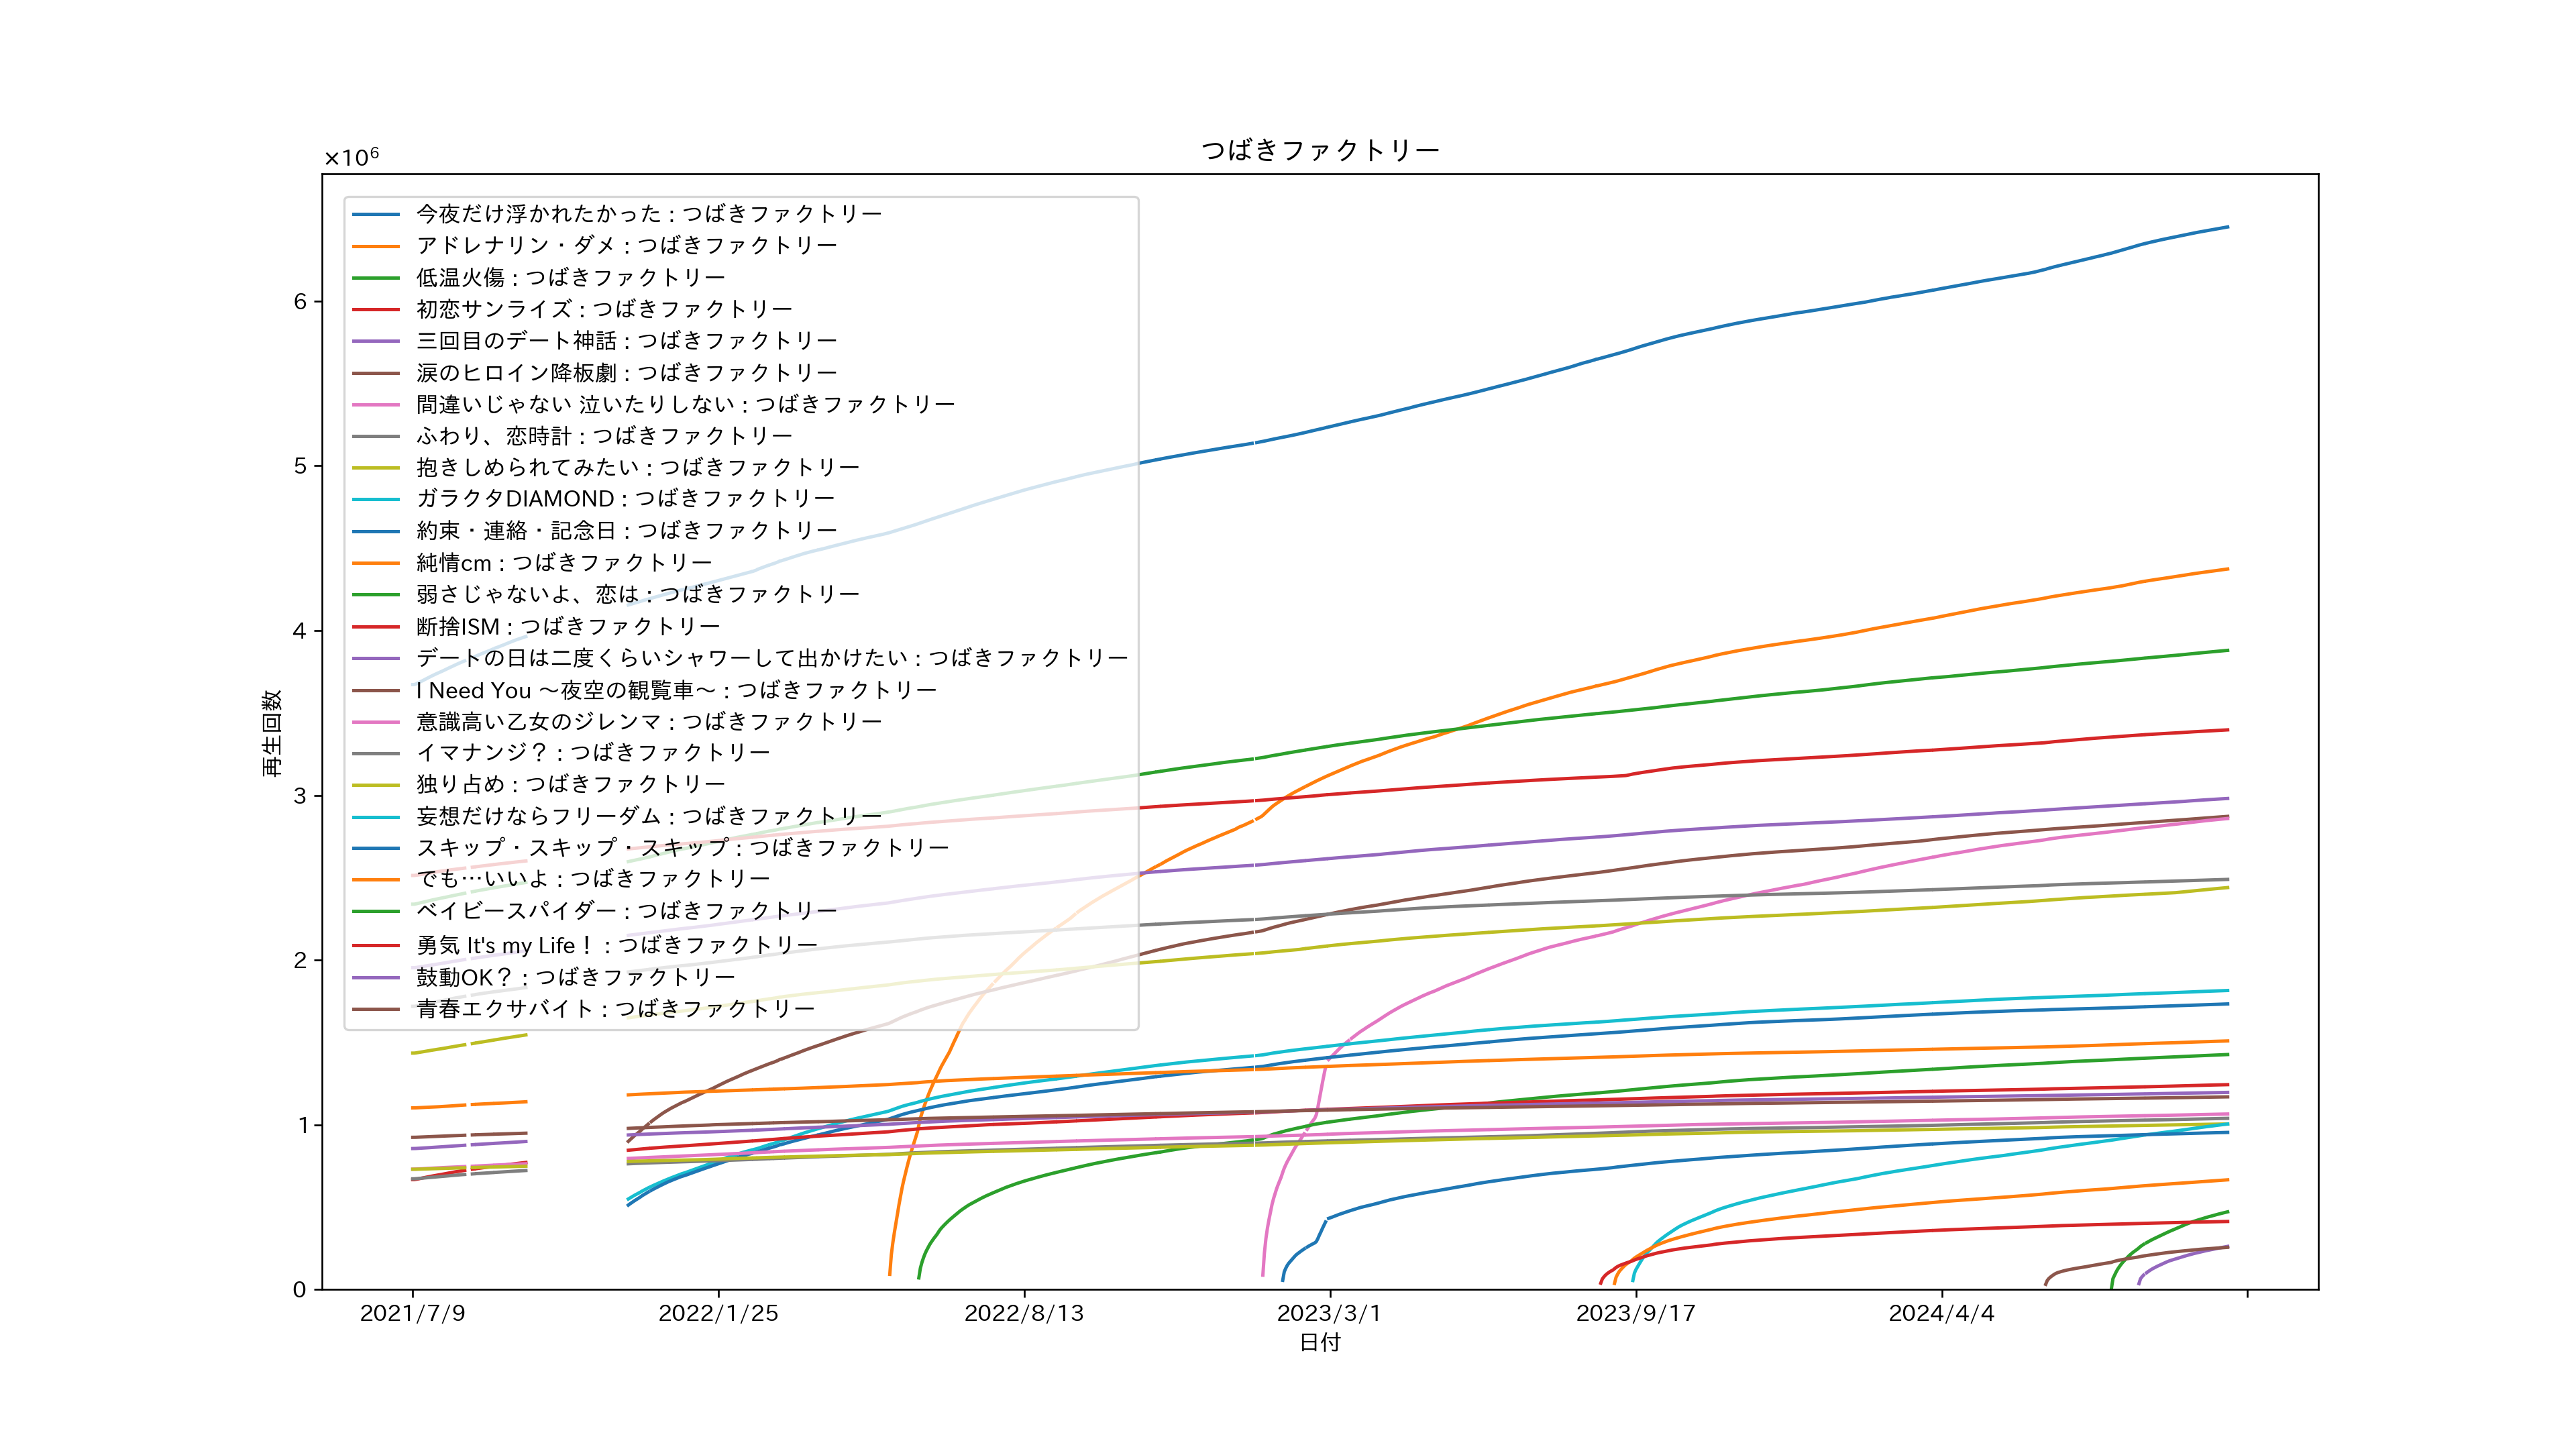 つばきファクトリー
×10⁶
今夜だけ浮かれたかった : つばきファクトリー
アドレナリン・ダメ : つばきファクトリー
低温火傷 : つばきファクトリー
初恋サンライズ : つばきファクトリー
三回目のデート神話 : つばきファクトリー
涙のヒロイン降板劇 : つばきファクトリー
間違いじゃない 泣いたりしない : つばきファクトリー
ふわり、恋時計 : つばきファクトリー
抱きしめられてみたい : つばきファクトリー
ガラクタDIAMOND : つばきファクトリー
約束・連絡・記念日 : つばきファクトリー
純情cm : つばきファクトリー
弱さじゃないよ、恋は : つばきファクトリー
断捨ISM : つばきファクトリー
デートの日は二度くらいシャワーして出かけたい : つばきファクトリー
I Need You 〜夜空の観覧車〜 : つばきファクトリー
意識高い乙女のジレンマ : つばきファクトリー
イマナンジ？ : つばきファクトリー
独り占め : つばきファクトリー
妄想だけならフリーダム : つばきファクトリー
スキップ・スキップ・スキップ : つばきファクトリー
でも…いいよ : つばきファクトリー
ベイビースパイダー : つばきファクトリー
勇気 It's my Life！ : つばきファクトリー
鼓動OK？ : つばきファクトリー
青春エクサバイト : つばきファクトリー
再生回数
6
5
4
3
2
1
0
2021/7/9
2022/1/25
2022/8/13
2023/3/1
2023/9/17
2024/4/4
日付